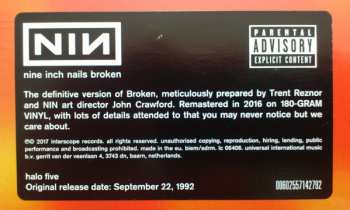 NIN
PARENTAL
ADVISORY
EXPLICIT CONTENT
nine inch nails broken
The definitive version of Broken, meticulously prepared by Trent Reznor
and NIN art director John Crawford. Remastered in 2016 on 180-GRAM
VINYL, with lots of details attended to that you may never notice but we
care about.
℗© 2017 interscope records. all rights reserved. unauthorised copying, reproduction, hiring, lending, public
performance and broadcasting prohibited. made in the eu. biem/sdrm. lc 06406. universal international music
b.v. gerrit van der veenlaan 4, 3743 dn, baarn, netherlands.
halo five
Original release date: September 22, 1992
00602557142792